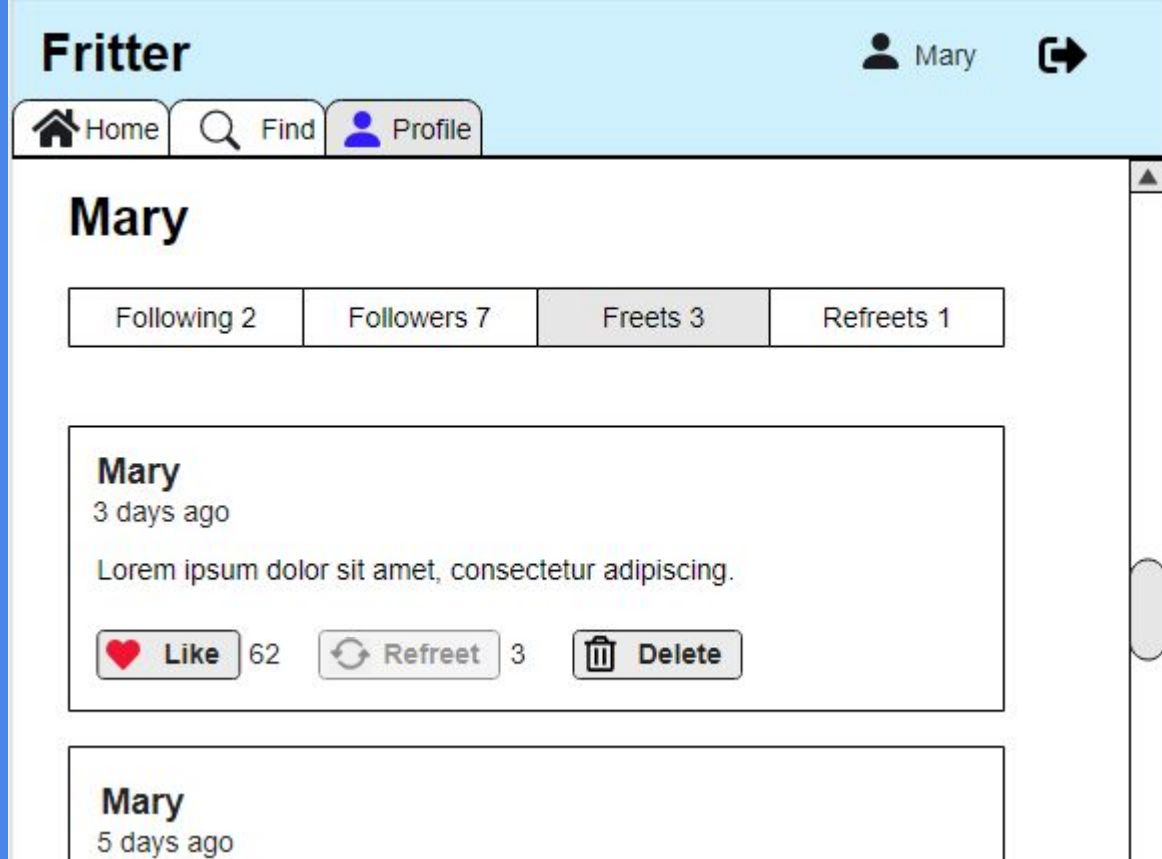 Fritter
Mary
Home Find Profile
Mary
Following 2 Followers 7 Freets 3 Refreets 1
Mary
3 days ago
Lorem ipsum dolor sit amet, consectetur adipiscing.
Like 62 Refreet 3 Delete
Mary
5 days ago